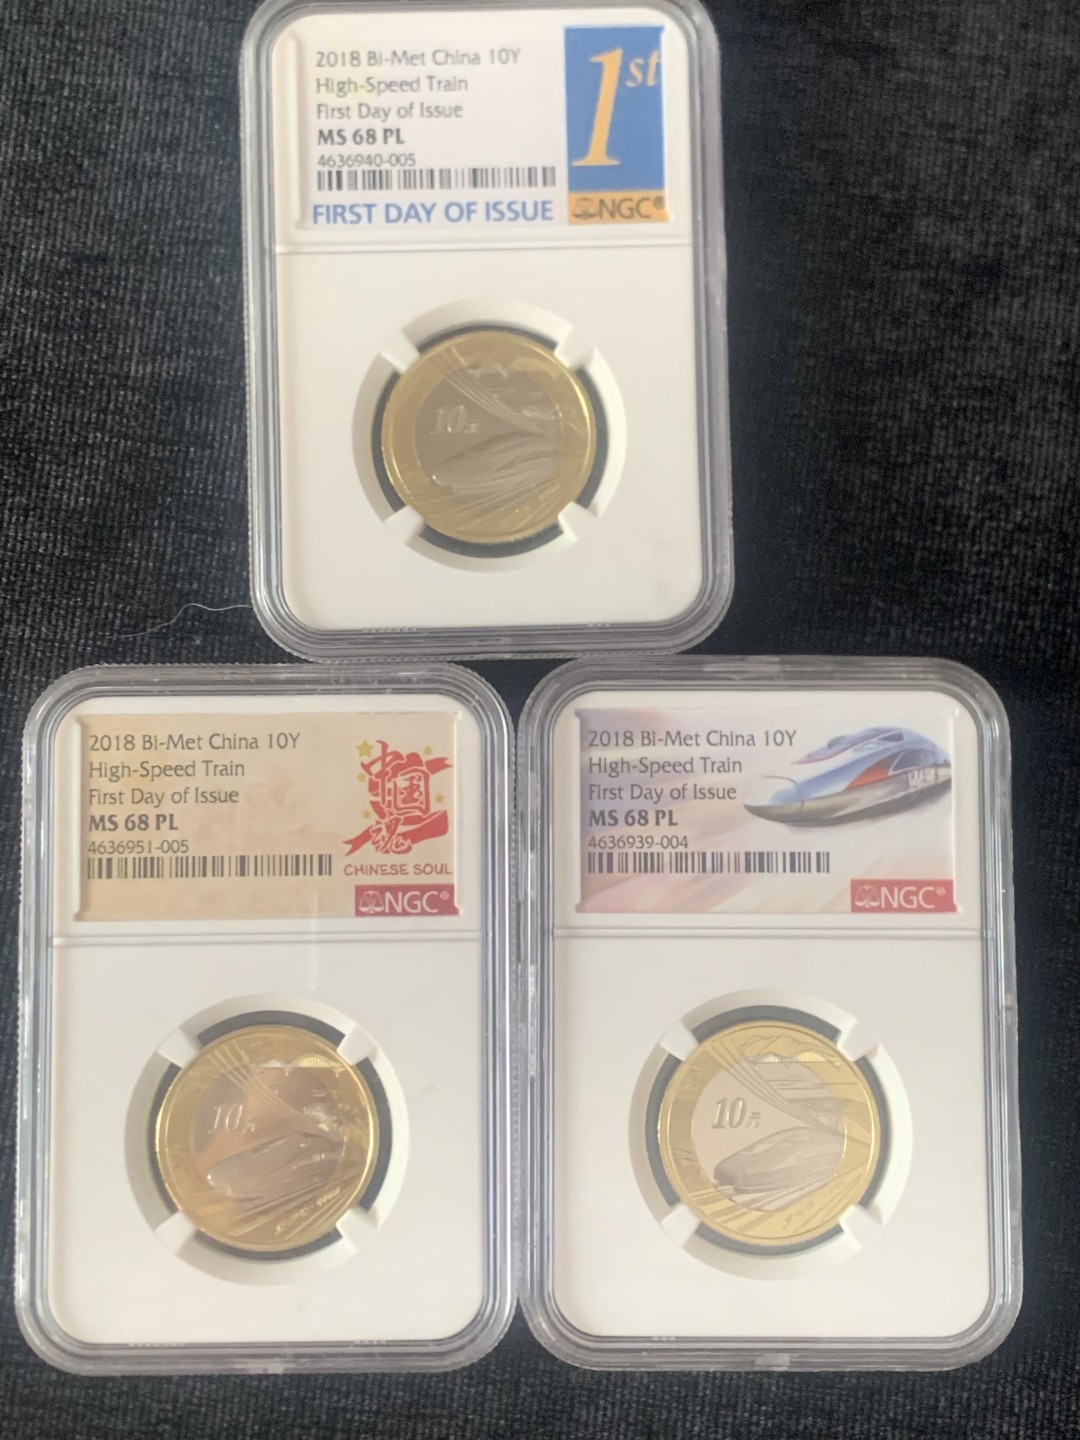 2018 Bi-Met China 10Y
High-Speed Train
First Day of Issue
MS 68 PL
4636940-005
FIRST DAY OF ISSUE
1st
NGC®
10元
2018 Bi-Met China 10Y
High-Speed Train
First Day of Issue
MS 68 PL
4636951-005
中国魂
CHINESE SOUL
NGC®
10元
2018 Bi-Met China 10Y
High-Speed Train
First Day of Issue
MS 68 PL
4636939-004
NGC®
10元